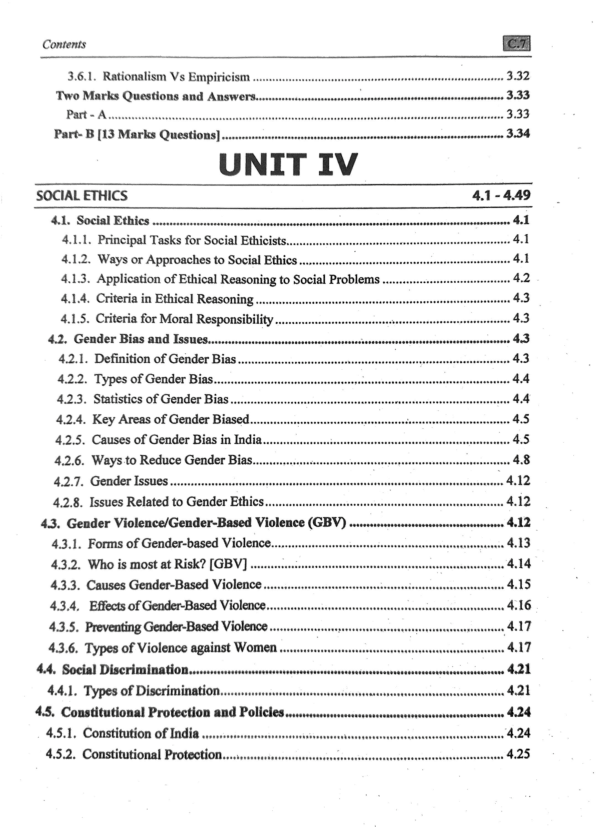 Contents C.7
3.6.1. Rationalism Vs Empiricism ........ 3.32
Two Marks Questions and Answers........ 3.33
Part - A........ 3.33
Part- B [13 Marks Questions]........ 3.34
UNIT IV
SOCIAL ETHICS 4.1 - 4.49
4.1. Social Ethics ........ 4.1
4.1.1. Principal Tasks for Social Ethicists........ 4.1
4.1.2. Ways or Approaches to Social Ethics ........ 4.1
4.1.3. Application of Ethical Reasoning to Social Problems ........ 4.2
4.1.4. Criteria in Ethical Reasoning ........ 4.3
4.1.5. Criteria for Moral Responsibility ........ 4.3
4.2. Gender Bias and Issues........ 4.3
4.2.1. Definition of Gender Bias ........ 4.3
4.2.2. Types of Gender Bias........ 4.4
4.2.3. Statistics of Gender Bias ........ 4.4
4.2.4. Key Areas of Gender Biased........ 4.5
4.2.5. Causes of Gender Bias in India........ 4.5
4.2.6. Ways to Reduce Gender Bias........ 4.8
4.2.7. Gender Issues ........ 4.12
4.2.8. Issues Related to Gender Ethics........ 4.12
4.3. Gender Violence/Gender-Based Violence (GBV) ........ 4.12
4.3.1. Forms of Gender-based Violence........ 4.13
4.3.2. Who is most at Risk? [GBV] ........ 4.14
4.3.3. Causes Gender-Based Violence ........ 4.15
4.3.4. Effects of Gender-Based Violence........ 4.16
4.3.5. Preventing Gender-Based Violence ........ 4.17
4.3.6. Types of Violence against Women ........ 4.17
4.4. Social Discrimination........ 4.21
4.4.1. Types of Discrimination........ 4.21
4.5. Constitutional Protection and Policies........ 4.24
4.5.1. Constitution of India ........ 4.24
4.5.2. Constitutional Protection........ 4.25